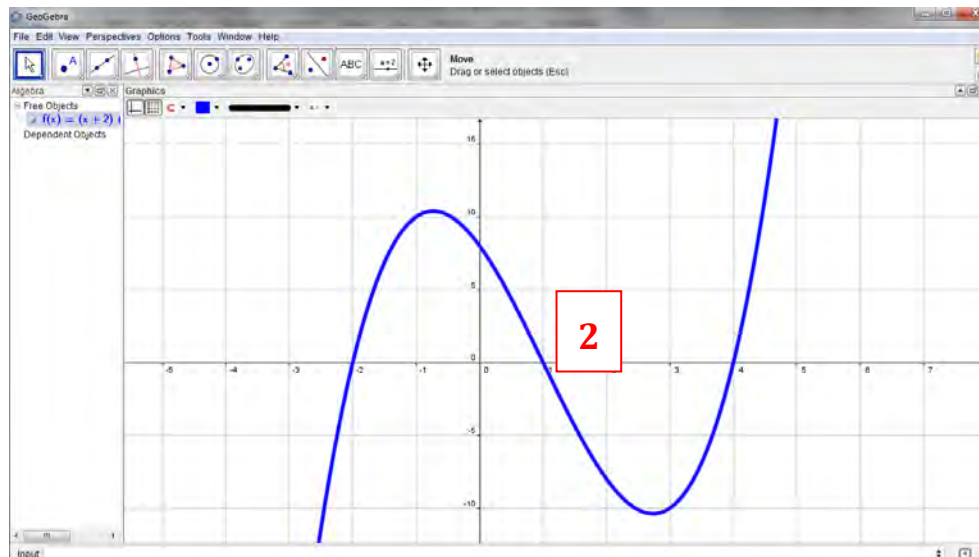 GeoGebra
File Edit View Perspectives Options Tools Window Help
A
ABC
a=2
Move
Drag or select objects (Esc)
Algebra
Graphics
Free Objects
f(x) = (x + 2) (
Dependent Objects
15
10
5
0
-5
-10
-5 -4 -3 -2 -1 0 1 3 4 5 6 7
2
Input